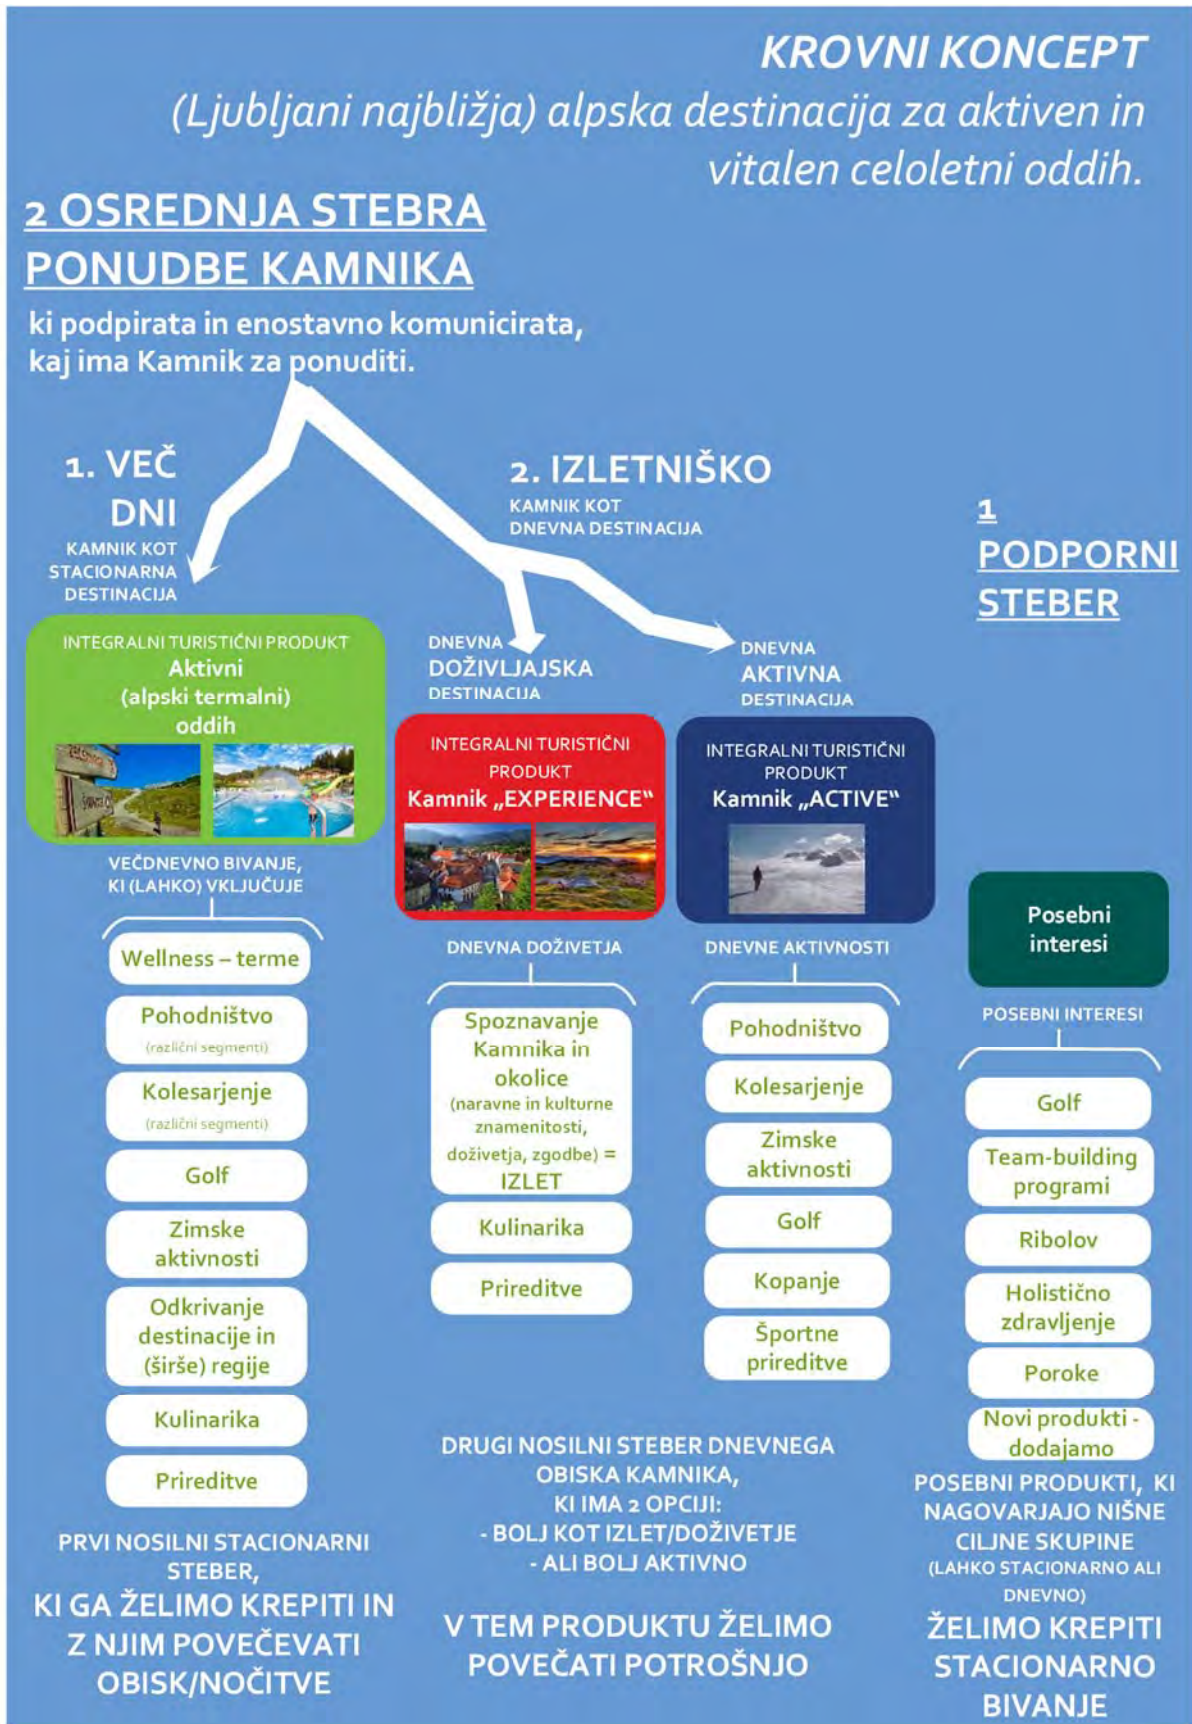 KROVNI KONCEPT
(Ljubljani najbližja) alpska destinacija za aktiven in
vitalen celoletni oddih.
2 OSREDNJA STEBRA
PONUDBE KAMNIKA
ki podpirata in enostavno komunicirata,
kaj ima Kamnik za ponuditi.
1. VEČ
DNI
KAMNIK KOT
STACIONARNA
DESTINACIJA
INTEGRALNI TURISTIČNI PRODUKT
Aktivni
(alpski termalni)
oddih
VEČDNEVNO BIVANJE,
KI (LAHKO) VKLJUČUJE
Wellness – terme
Pohodništvo
(različni segmenti)
Kolesarjenje
(različni segmenti)
Golf
Zimske
aktivnosti
Odkrivanje
destinacije in
(širše) regije
Kulinarika
Prireditve
PRVI NOSILNI STACIONARNI
STEBER,
KI GA ŽELIMO KREPITI IN
Z NJIM POVEČEVATI
OBISK/NOČITVE
2. IZLETNIŠKO
KAMNIK KOT
DNEVNA DESTINACIJA
DNEVNA
DOŽIVLJAJSKA
DESTINACIJA
INTEGRALNI TURISTIČNI
PRODUKT
Kamnik „EXPERIENCE“
DNEVNA DOŽIVETJA
Spoznavanje
Kamnika in
okolice
(naravne in kulturne
znamenitosti,
doživetja, zgodbe) =
IZLET
Kulinarika
Prireditve
DNEVNA
AKTIVNA
DESTINACIJA
INTEGRALNI TURISTIČNI
PRODUKT
Kamnik „ACTIVE“
DNEVNE AKTIVNOSTI
Pohodništvo
Kolesarjenje
Zimske
aktivnosti
Golf
Kopanje
Športne
prireditve
DRUGI NOSILNI STEBER DNEVNEGA
OBISKA KAMNIKA,
KI IMA 2 OPCIJI:
- BOLJ KOT IZLET/DOŽIVETJE
- ALI BOLJ AKTIVNO
V TEM PRODUKTU ŽELIMO
POVEČATI POTROŠNJO
1
PODPORNI
STEBER
Posebni
interesi
POSEBNI INTERESI
Golf
Team-building
programi
Ribolov
Holistično
zdravljenje
Poroke
Novi produkti -
dodajamo
POSEBNI PRODUKTI, KI
NAGOVARJAJO NIŠNE
CILJNE SKUPINE
(LAHKO STACIONARNO ALI
DNEVNO)
ŽELIMO KREPITI
STACIONARNO
BIVANJE